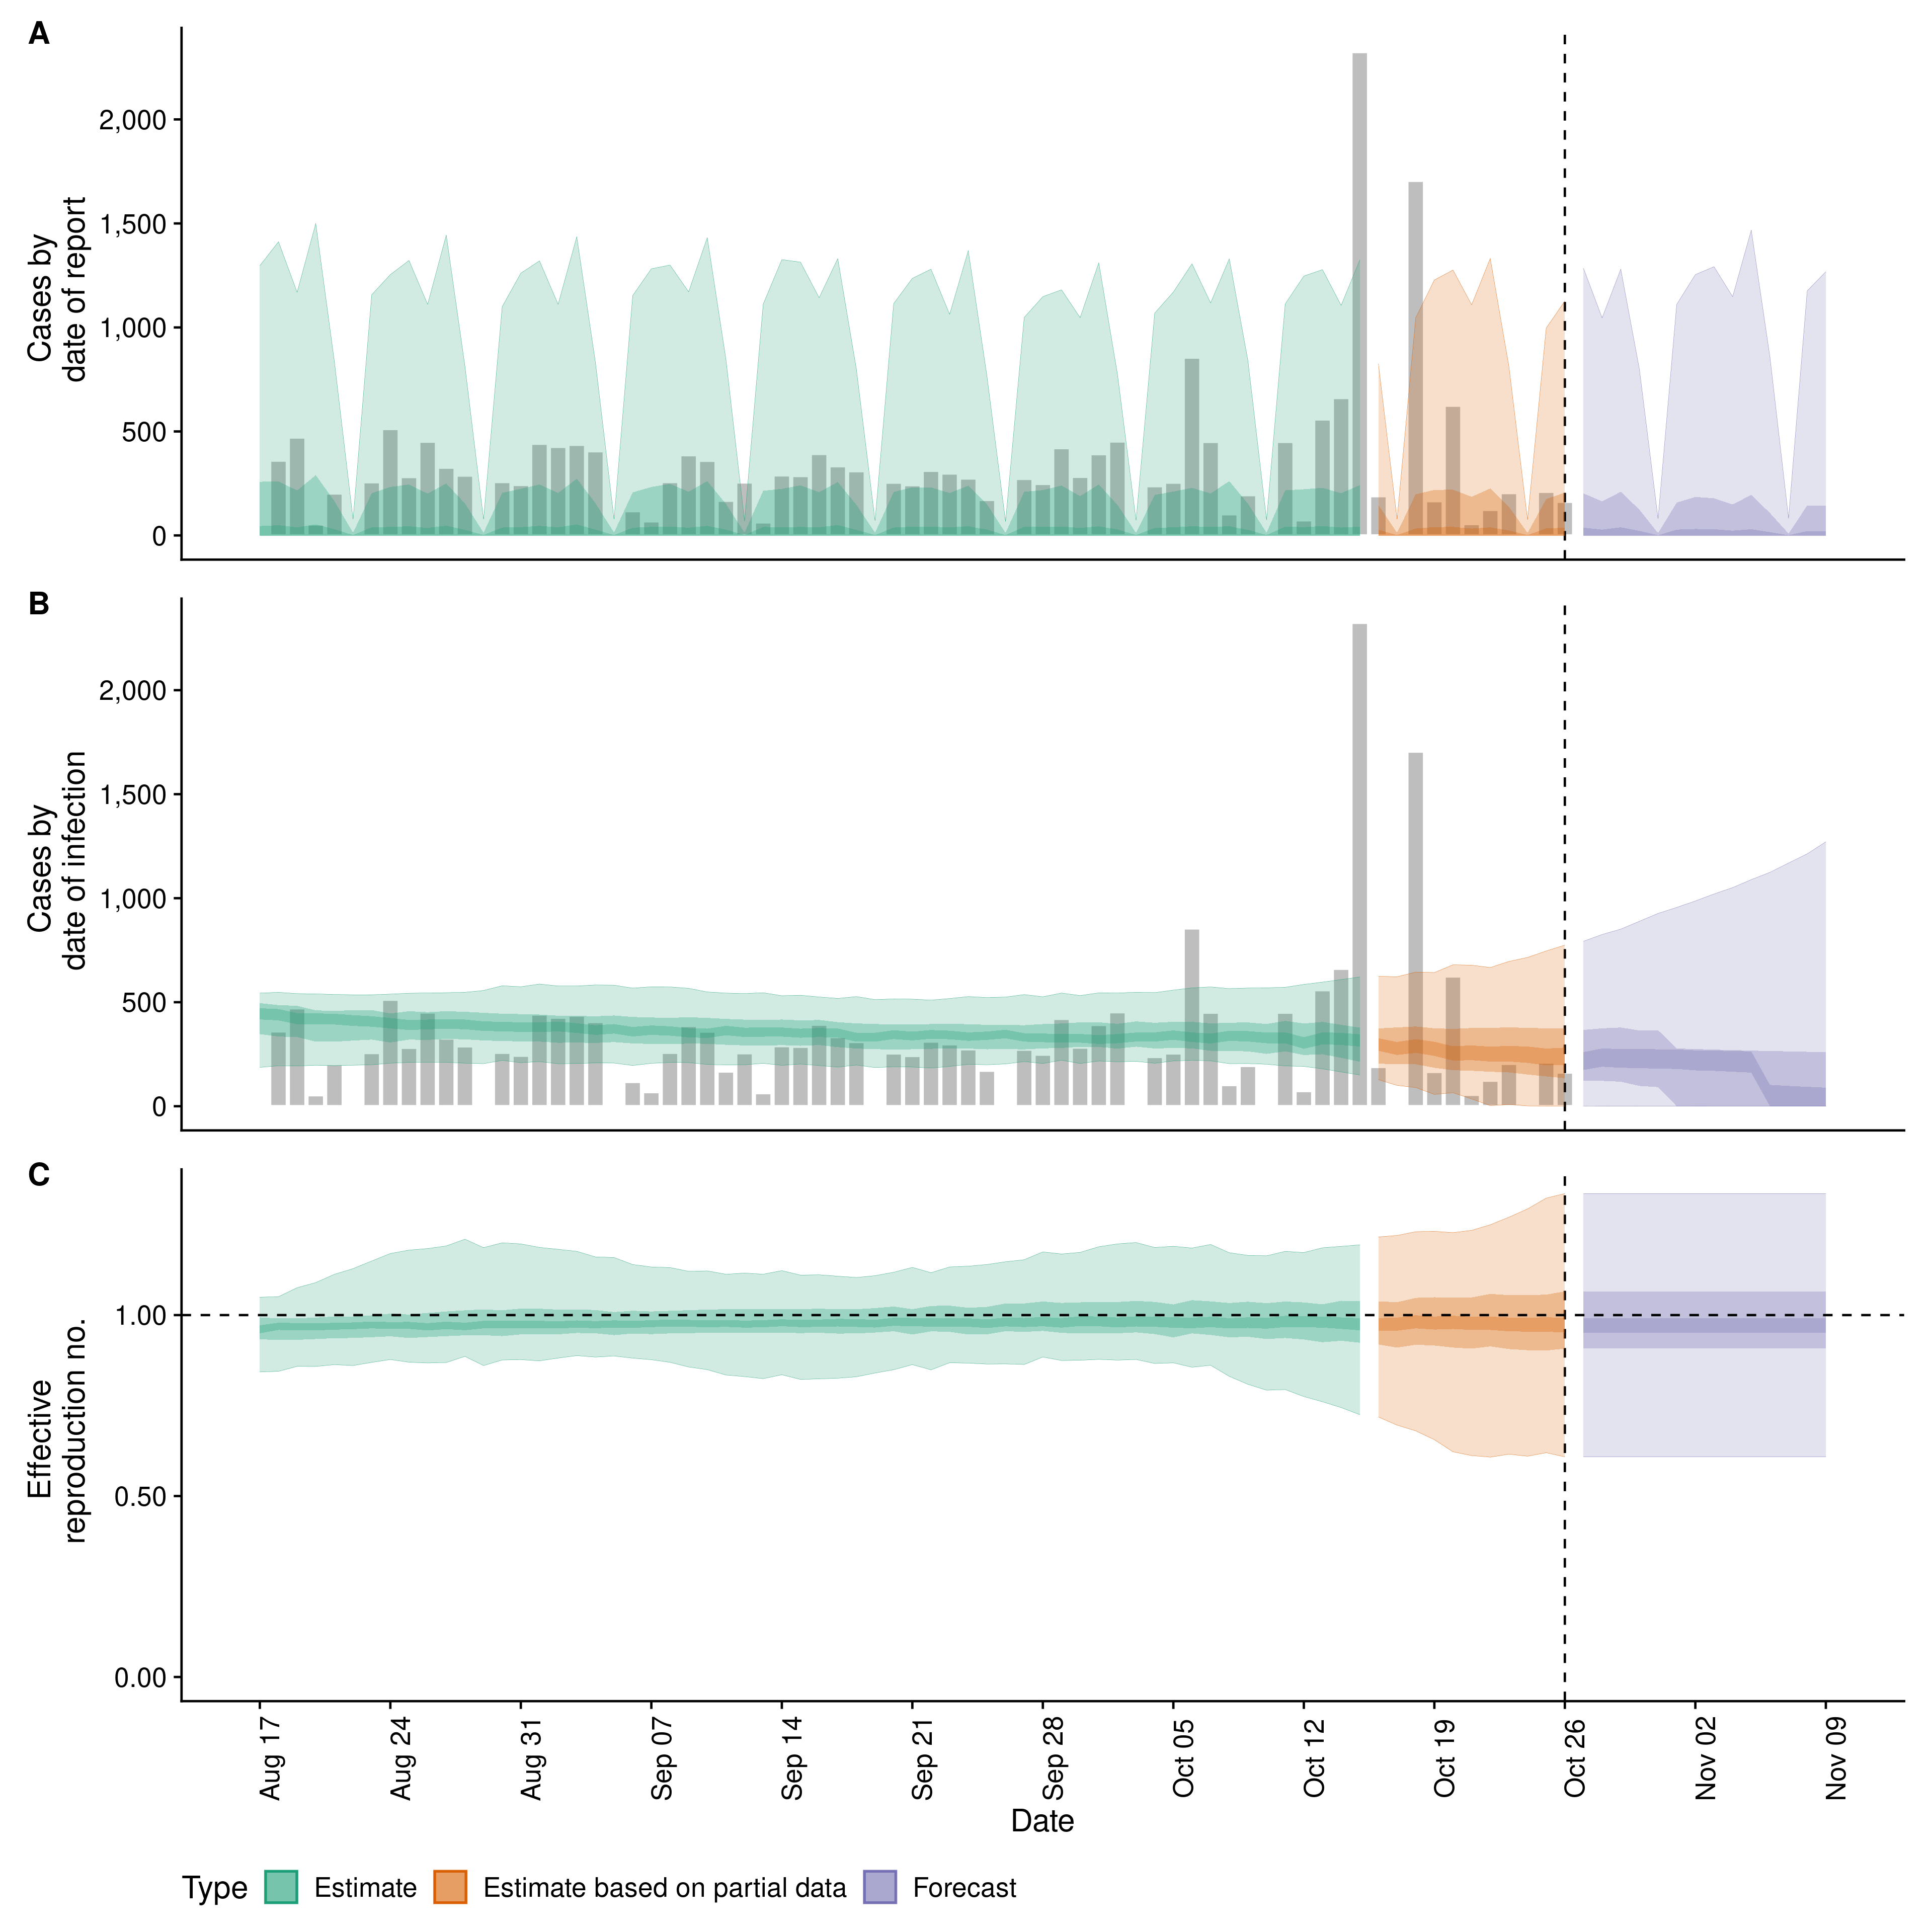 A
Cases by
date of report
2,000
1,500
1,000
500
0
B
Cases by
date of infection
2,000
1,500
1,000
500
0
C
Effective
reproduction no.
1.00
0.50
0.00
Aug 17
Aug 24
Aug 31
Sep 07
Sep 14
Sep 21
Sep 28
Oct 05
Oct 12
Oct 19
Oct 26
Nov 02
Nov 09
Date
Type Estimate Estimate based on partial data Forecast